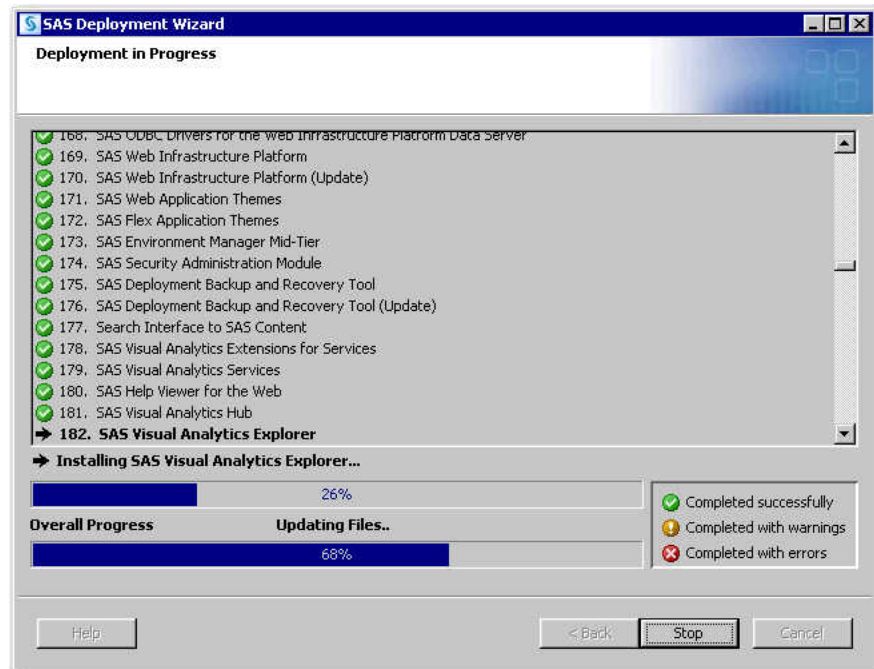 SAS Deployment Wizard
Deployment in Progress
168. SAS ODBC Drivers for the Web Infrastructure Platform Data Server
169. SAS Web Infrastructure Platform
170. SAS Web Infrastructure Platform (Update)
171. SAS Web Application Themes
172. SAS Flex Application Themes
173. SAS Environment Manager Mid-Tier
174. SAS Security Administration Module
175. SAS Deployment Backup and Recovery Tool
176. SAS Deployment Backup and Recovery Tool (Update)
177. Search Interface to SAS Content
178. SAS Visual Analytics Extensions for Services
179. SAS Visual Analytics Services
180. SAS Help Viewer for the Web
181. SAS Visual Analytics Hub
182. SAS Visual Analytics Explorer
Installing SAS Visual Analytics Explorer...
26%
Overall Progress Updating Files..
68%
Completed successfully
Completed with warnings
Completed with errors
Help < Back Stop Cancel